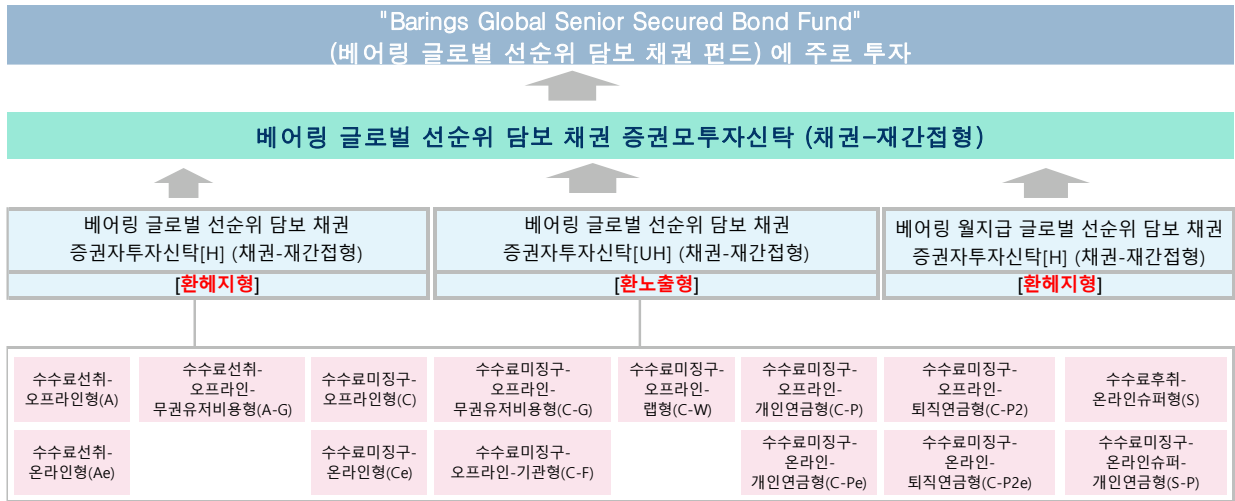 "Barings Global Senior Secured Bond Fund"
(베어링 글로벌 선순위 담보 채권 펀드) 에 주로 투자
베어링 글로벌 선순위 담보 채권 증권모투자신탁 (채권–재간접형)
베어링 글로벌 선순위 담보 채권
증권자투자신탁[H] (채권-재간접형)
[환헤지형]
베어링 글로벌 선순위 담보 채권
증권자투자신탁[UH] (채권-재간접형)
[환노출형]
베어링 월지급 글로벌 선순위 담보 채권
증권자투자신탁[H] (채권-재간접형)
[환헤지형]
수수료선취-
오프라인형(A)
수수료선취-
오프라인-
무권유저비용형(A-G)
수수료미징구-
오프라인형(C)
수수료미징구-
오프라인-
무권유저비용형(C-G)
수수료미징구-
오프라인-
랩형(C-W)
수수료미징구-
오프라인-
개인연금형(C-P)
수수료미징구-
오프라인-
퇴직연금형(C-P2)
수수료후취-
온라인슈퍼형(S)
수수료선취-
온라인형(Ae)
수수료미징구-
온라인형(Ce)
수수료미징구-
오프라인-기관형(C-F)
수수료미징구-
온라인-
개인연금형(C-Pe)
수수료미징구-
온라인-
퇴직연금형(C-P2e)
수수료미징구-
온라인슈퍼-
개인연금형(S-P)